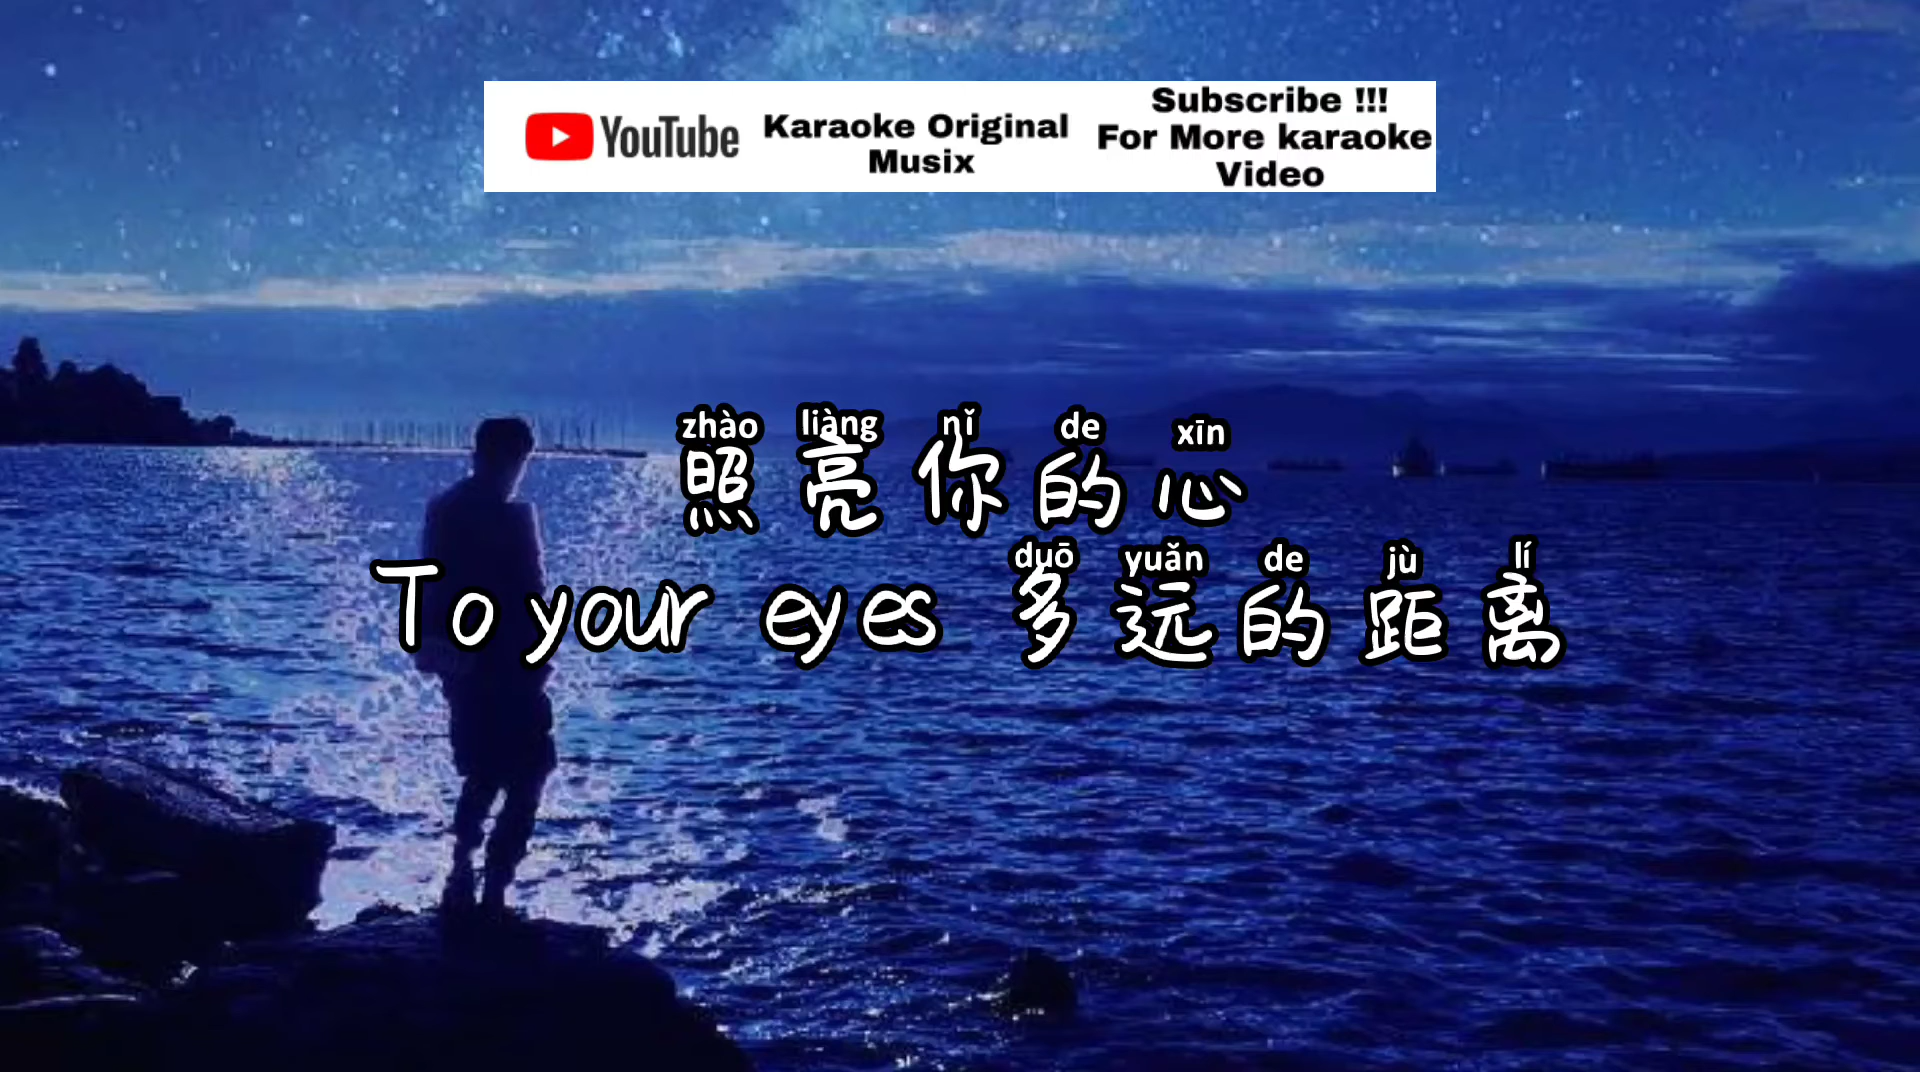 YouTube
Karaoke Original
Musix
Subscribe !!!
For More karaoke
Video
zhào liàng nǐ de xīn
照亮你的心
duō yuǎn de jù lí
To your eyes 多远的距离